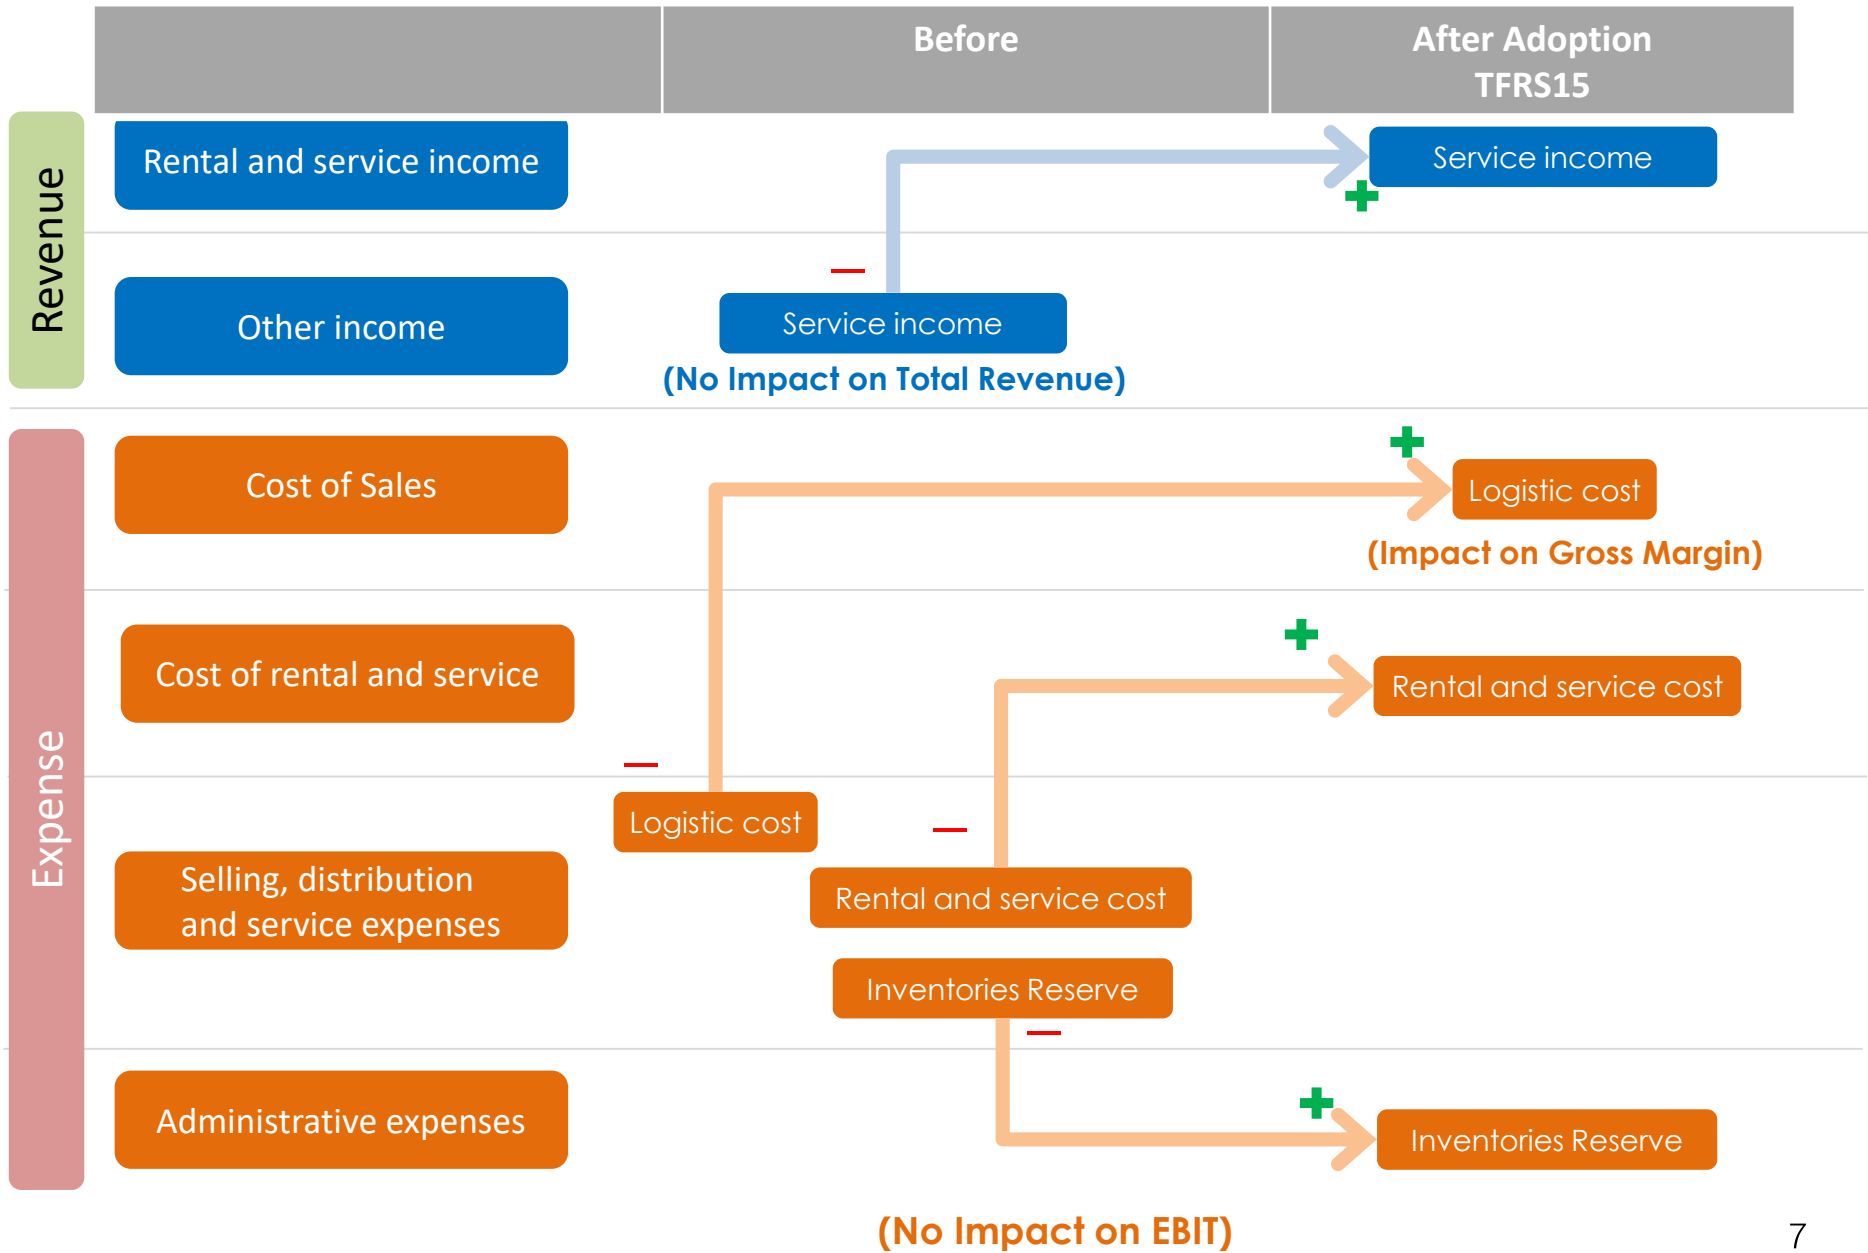 Before
After Adoption
TFRS15
Revenue
Rental and service income
Service income
Other income
Service income
(No Impact on Total Revenue)
Expense
Cost of Sales
Logistic cost
(Impact on Gross Margin)
Cost of rental and service
Rental and service cost
Logistic cost
Selling, distribution
and service expenses
Rental and service cost
Inventories Reserve
Administrative expenses
Inventories Reserve
(No Impact on EBIT)
7